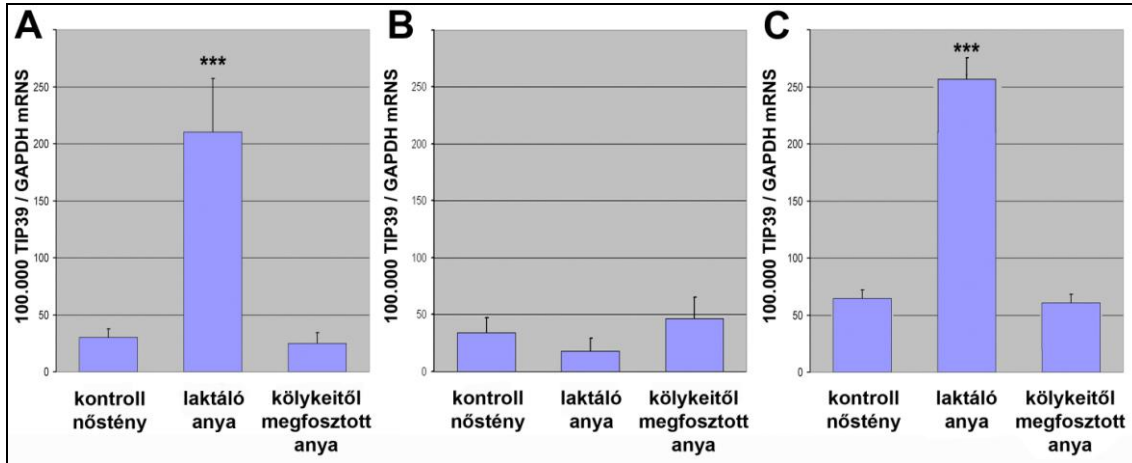 A
100.000 TIP39 / GAPDH mRNS
250
200
150
100
50
0
***
kontroll nőstény
laktáló anya
kölykeitől megfosztott anya
B
100.000 TIP39 / GAPDH mRNS
250
200
150
100
50
0
kontroll nőstény
laktáló anya
kölykeitől megfosztott anya
C
100.000 TIP39 / GAPDH mRNS
250
200
150
100
50
0
***
kontroll nőstény
laktáló anya
kölykeitől megfosztott anya